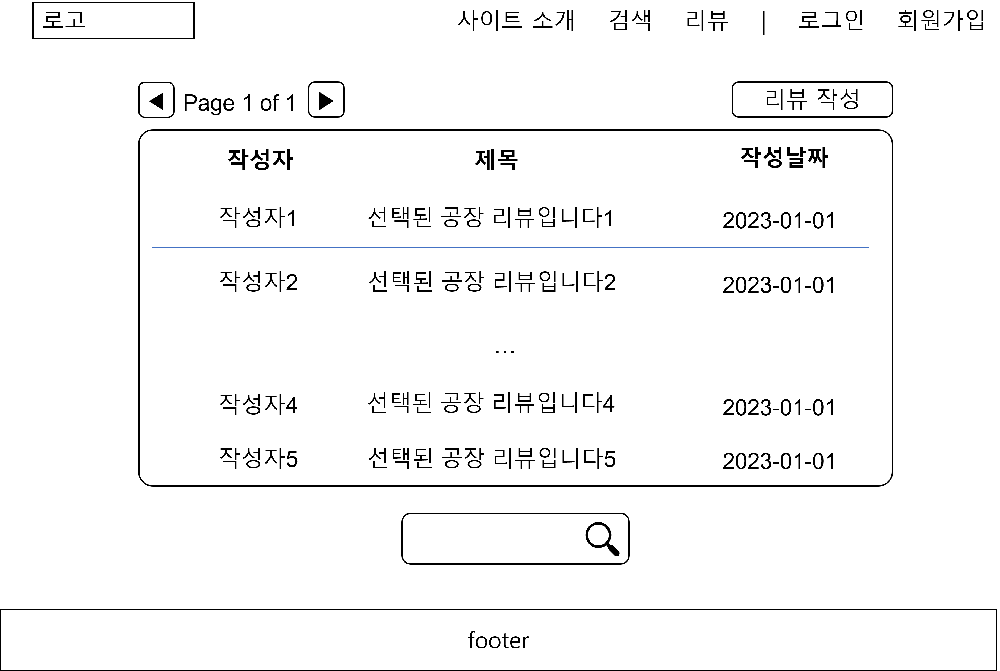 로고
사이트 소개 검색 리뷰 | 로그인 회원가입
Page 1 of 1
리뷰 작성
작성자 제목 작성날짜
작성자1 선택된 공장 리뷰입니다1 2023-01-01
작성자2 선택된 공장 리뷰입니다2 2023-01-01
...
작성자4 선택된 공장 리뷰입니다4 2023-01-01
작성자5 선택된 공장 리뷰입니다5 2023-01-01
footer